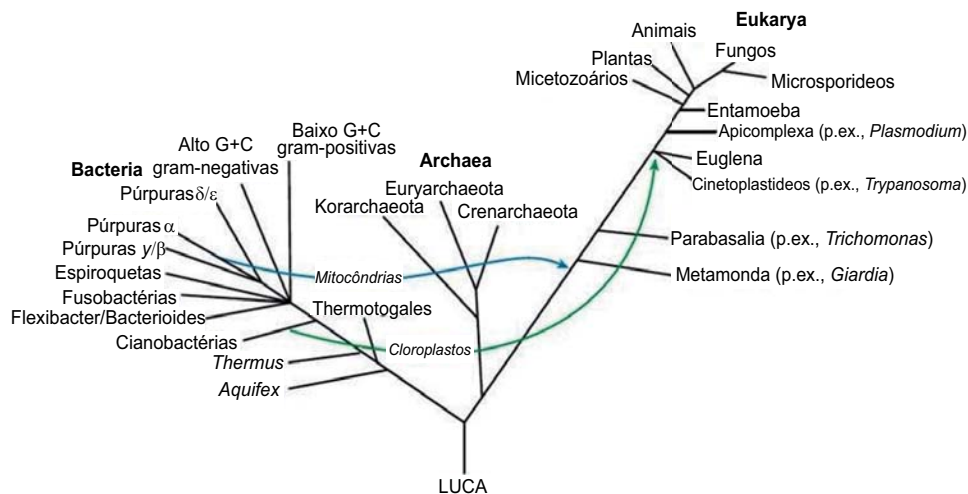 Eukarya
Animais
Fungos
Plantas
Micetozoários
Microsporideos
Entamoeba
Apicomplexa (p.ex., Plasmodium)
Euglena
Cinetoplastideos (p.ex., Trypanosoma)
Parabasalia (p.ex., Trichomonas)
Metamonda (p.ex., Giardia)
Archaea
Euryarchaeota
Korarchaeota
Crenarchaeota
Baixo G+C
gram-positivas
Alto G+C
gram-negativas
Bacteria
Púrpuras δ/ε
Púrpuras α
Púrpuras y/β
Espiroquetas
Fusobactérias
Flexibacter/Bacterioides
Cianobactérias
Thermus
Aquifex
Thermotogales
Mitocôndrias
Cloroplastos
LUCA